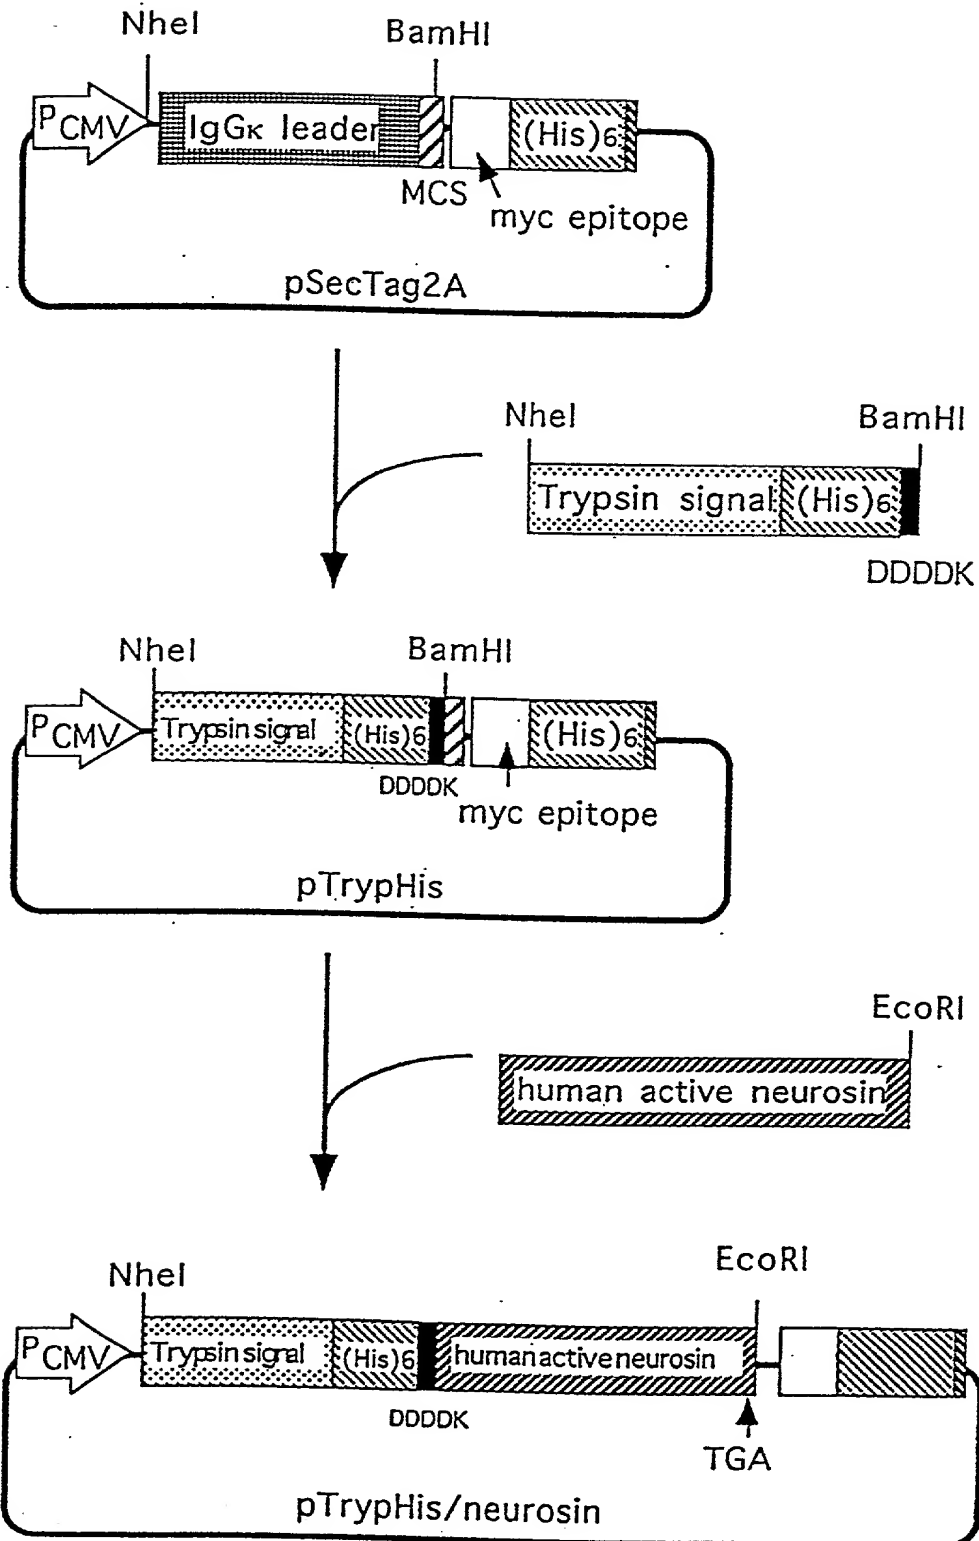 NheI
BamHI
PCMV
IgGκ leader
(His)6
MCS
myc epitope
pSecTag2A
NheI
BamHI
Trypsin signal
(His)6
DDDDK
NheI
BamHI
PCMV
Trypsin signal
(His)6
(His)6
DDDDK
myc epitope
pTrypHis
EcoRI
human active neurosin
EcoRI
NheI
PCMV
Trypsin signal
(His)6
human active neurosin
DDDDK
TGA
pTrypHis/neurosin